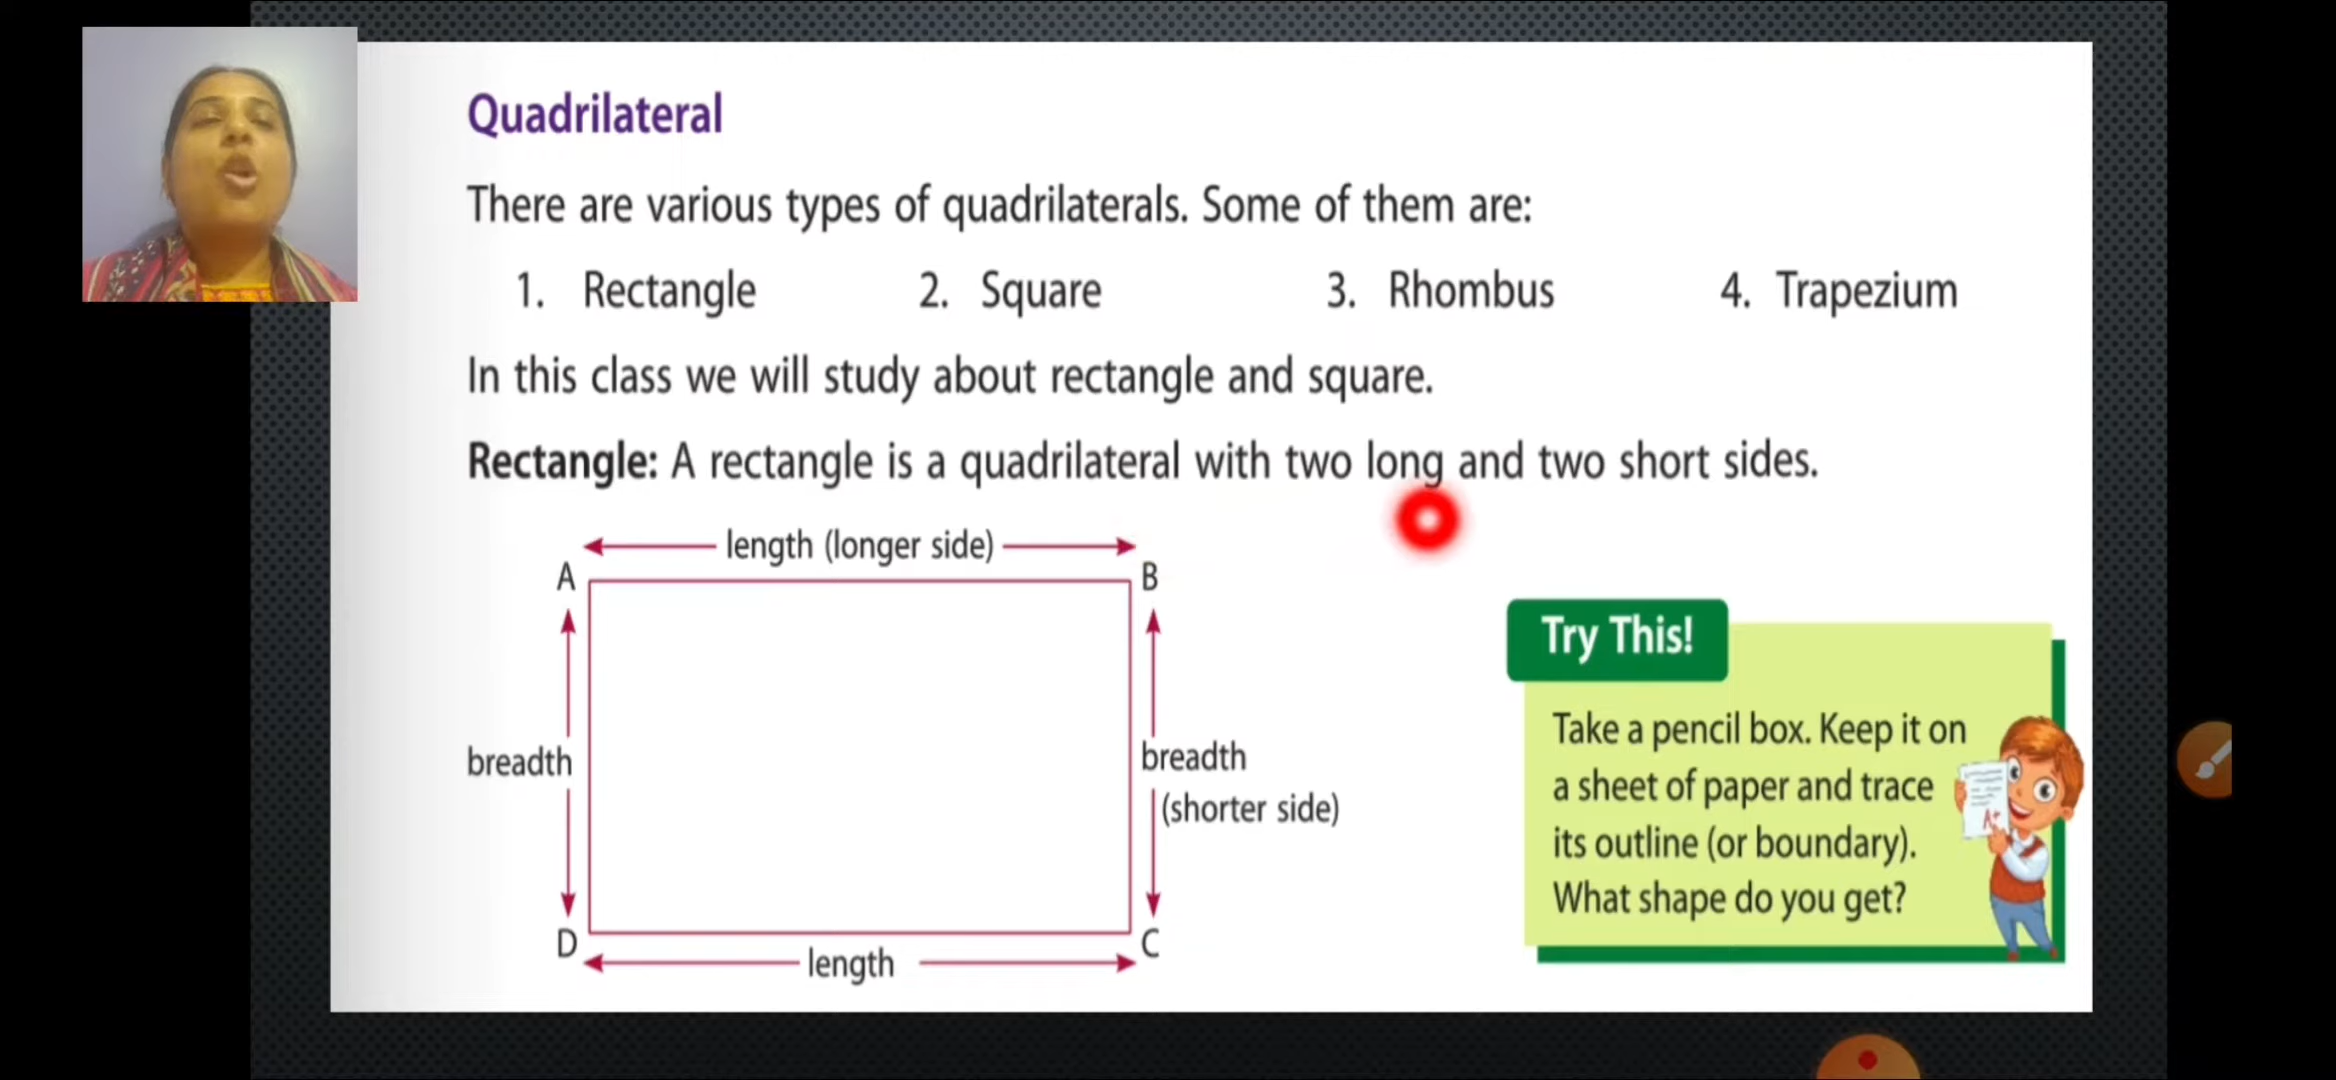 Quadrilateral
There are various types of quadrilaterals. Some of them are:
1. Rectangle 2. Square 3. Rhombus 4. Trapezium
In this class we will study about rectangle and square.
Rectangle: A rectangle is a quadrilateral with two long and two short sides.
length (longer side)
A B
breadth
breadth
(shorter side)
D C
length
Try This!
Take a pencil box. Keep it on
a sheet of paper and trace
its outline (or boundary).
What shape do you get?
A+